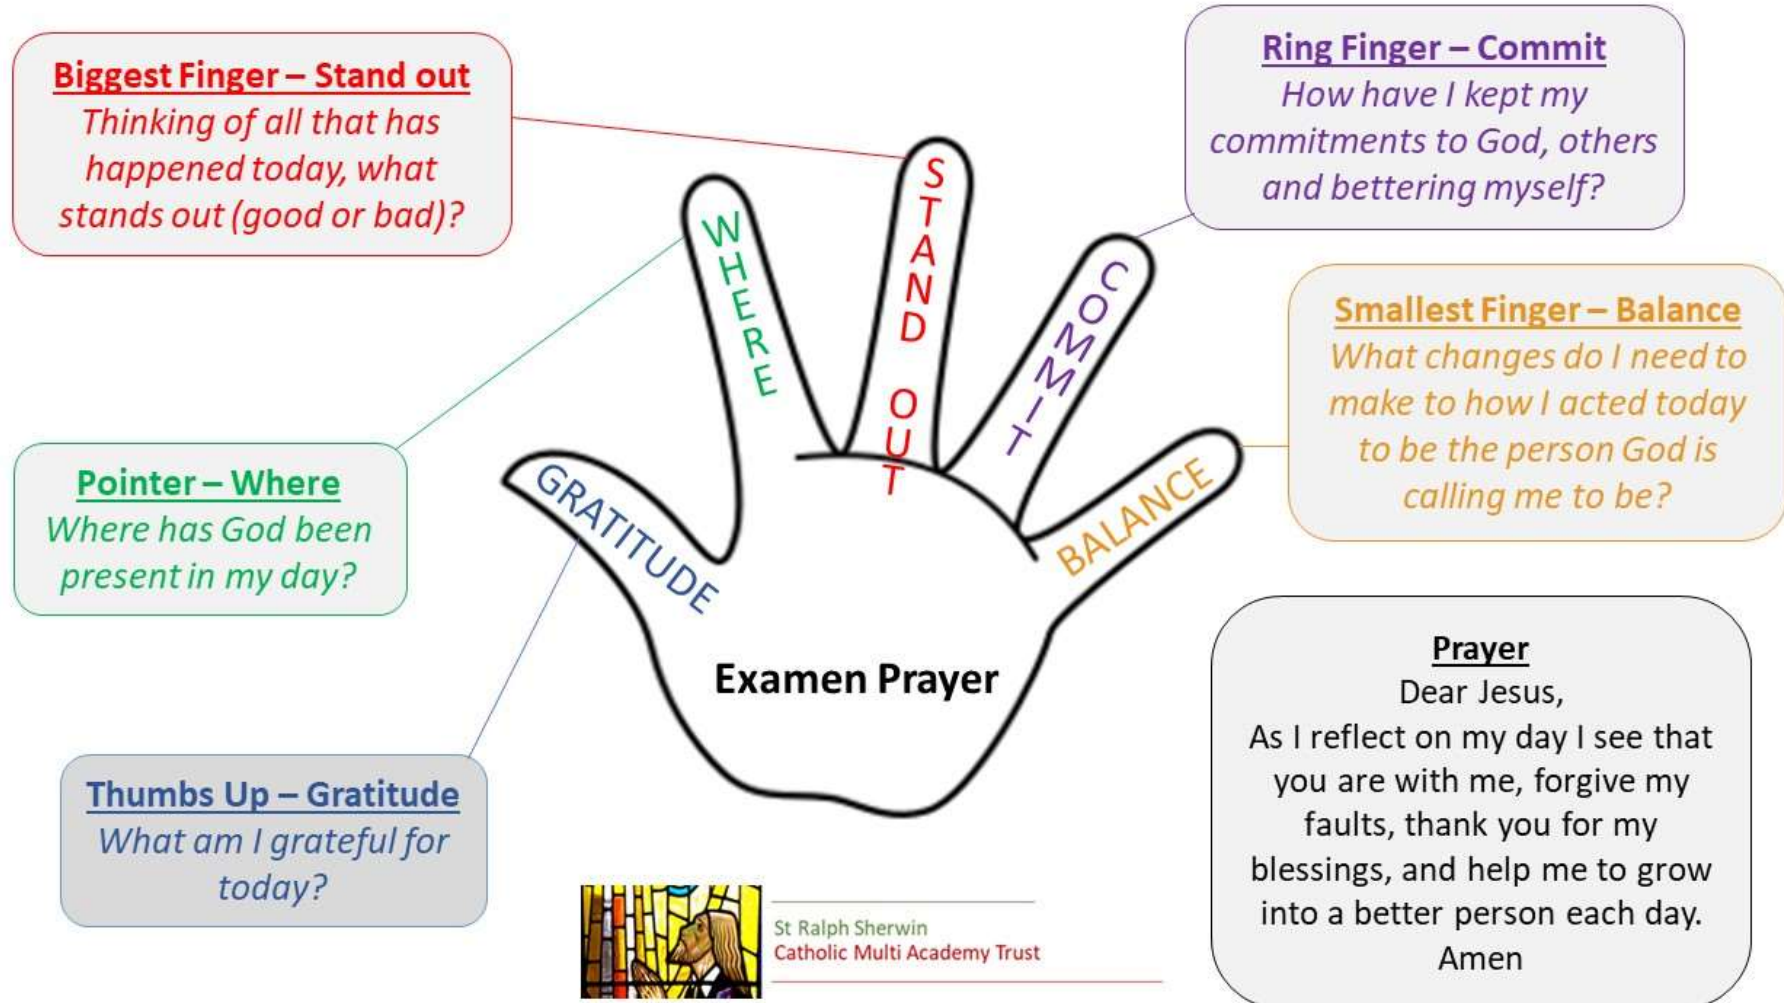 Biggest Finger – Stand out
Thinking of all that has
happened today, what
stands out (good or bad)?
Ring Finger – Commit
How have I kept my
commitments to God, others
and bettering myself?
Smallest Finger – Balance
What changes do I need to
make to how I acted today
to be the person God is
calling me to be?
Pointer – Where
Where has God been
present in my day?
Thumbs Up – Gratitude
What am I grateful for
today?
GRATITUDE
WHERE
STAND OUT
COMMIT
BALANCE
Examen Prayer
Prayer
Dear Jesus,
As I reflect on my day I see that
you are with me, forgive my
faults, thank you for my
blessings, and help me to grow
into a better person each day.
Amen
St Ralph Sherwin
Catholic Multi Academy Trust